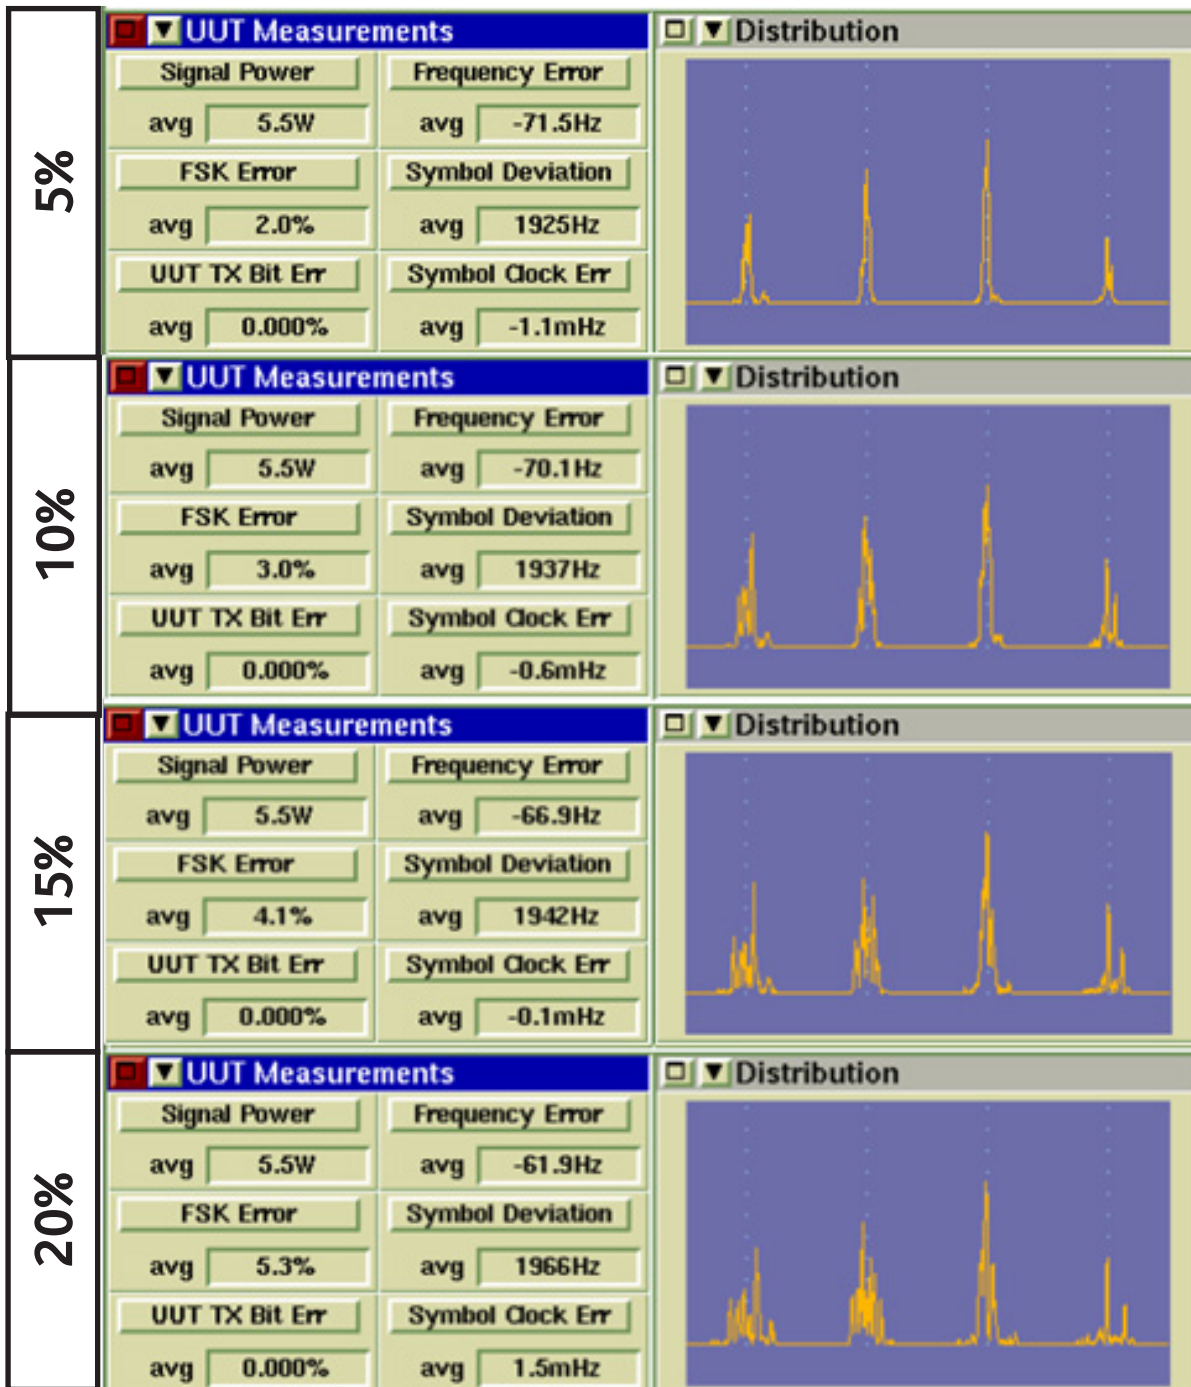 5%
UUT Measurements Distribution
Signal Power Frequency Error
avg 5.5W avg -71.5Hz
FSK Error Symbol Deviation
avg 2.0% avg 1925Hz
UUT TX Bit Err Symbol Clock Err
avg 0.000% avg -1.1mHz
10%
UUT Measurements Distribution
Signal Power Frequency Error
avg 5.5W avg -70.1Hz
FSK Error Symbol Deviation
avg 3.0% avg 1937Hz
UUT TX Bit Err Symbol Clock Err
avg 0.000% avg -0.6mHz
15%
UUT Measurements Distribution
Signal Power Frequency Error
avg 5.5W avg -66.9Hz
FSK Error Symbol Deviation
avg 4.1% avg 1942Hz
UUT TX Bit Err Symbol Clock Err
avg 0.000% avg -0.1mHz
20%
UUT Measurements Distribution
Signal Power Frequency Error
avg 5.5W avg -61.9Hz
FSK Error Symbol Deviation
avg 5.3% avg 1966Hz
UUT TX Bit Err Symbol Clock Err
avg 0.000% avg 1.5mHz